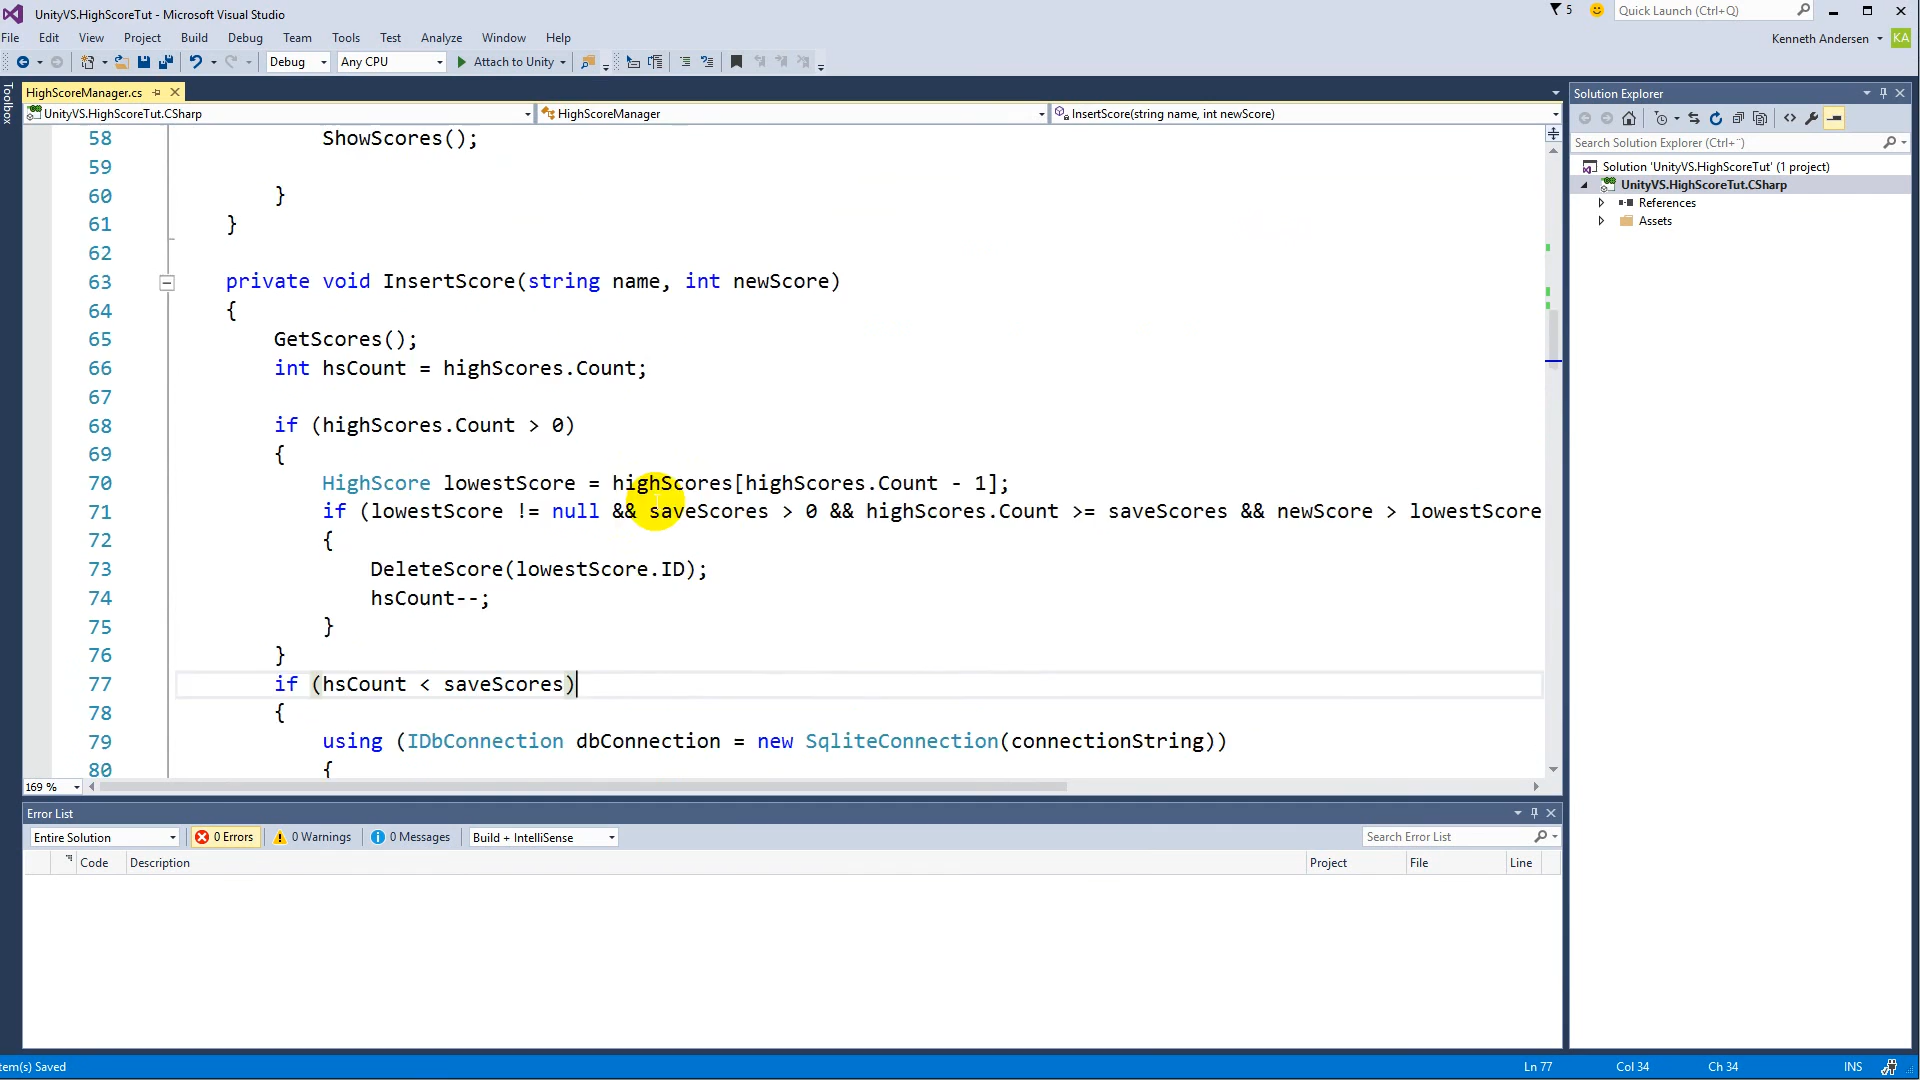 UnityVS.HighScoreTut - Microsoft Visual Studio
5
Quick Launch (Ctrl+Q)
File Edit View Project Build Debug Team Tools Test Analyze Window Help
Kennneth Andersen KA
Debug Any CPU Attach to Unity
Toolbox
HighScoreManager.cs
UnityVS.HighScoreTut.CSharp HighScoreManager InsertScore(string name, int newScore)
58 ShowScores();
59
60 }
61 }
62
63 private void InsertScore(string name, int newScore)
64 {
65 GetScores();
66 int hsCount = highScores.Count;
67
68 if (highScores.Count > 0)
69 {
70 HighScore lowestScore = highScores[highScores.Count - 1];
71 if (lowestScore != null && saveScores > 0 && highScores.Count >= saveScores && newScore > lowestScore
72 {
73 DeleteScore(lowestScore.ID);
74 hsCount--;
75 }
76 }
77 if (hsCount < saveScores)
78 {
79 using (IDbConnection dbConnection = new SqliteConnection(connectionString))
80 {
169 %
Solution Explorer
Search Solution Explorer (Ctrl+¨)
Solution 'UnityVS.HighScoreTut' (1 project)
UnityVS.HighScoreTut.CSharp
References
Assets
Error List
Entire Solution 0 Errors 0 Warnings 0 Messages Build + IntelliSense Search Error List
Code Description Project File Line
tem(s) Saved Ln 77 Col 34 Ch 34 INS